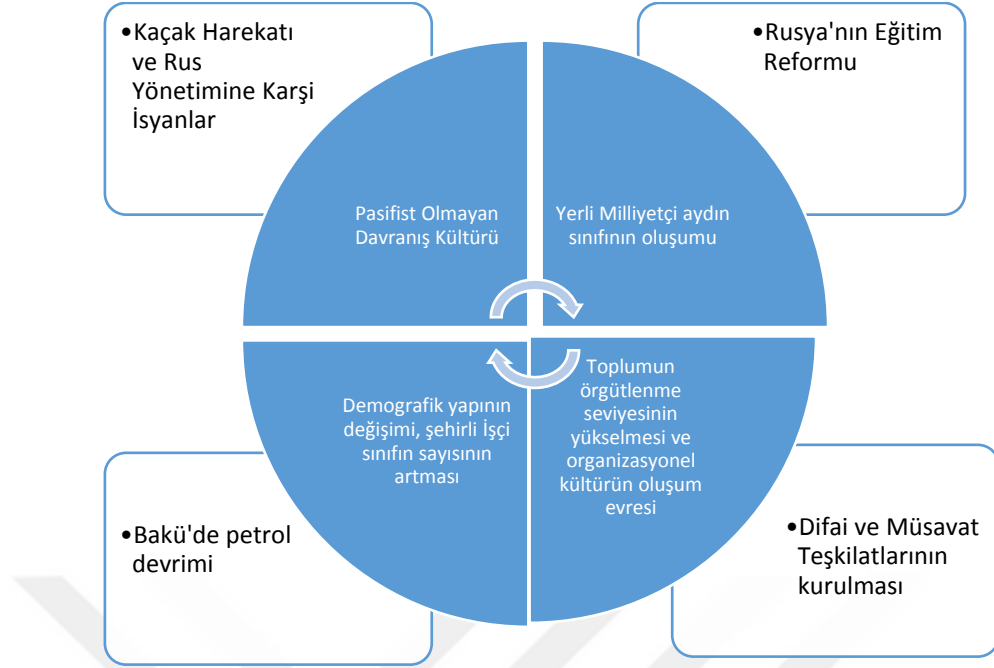 •Kaçak Harekatı
ve Rus
Yönetimine Karşi
İsyanlar
•Rusya'nın Eğitim
Reformu
Pasifist Olmayan
Davranış Kültürü
Yerli Milliyetçi aydın
sınıfının oluşumu
Demografik yapının
değişimi, şehirli İşçi
sınıfın sayısının
artması
Toplumun
örgütlenme
seviyesinin
yükselmesi ve
organizasyonel
kültürün oluşum
evresi
•Bakü'de petrol
devrimi
•Difai ve Müsavat
Teşkilatlarının
kurulması